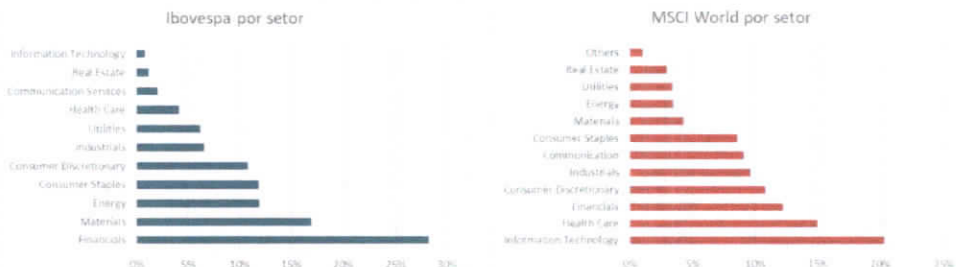 Ibovespa por setor
Information Technology
Real Estate
Communication Services
Health Care
Utilities
Industrials
Consumer Discretionary
Consumer Staples
Energy
Materials
Financials
0% 5% 10% 15% 20% 25% 30%
MSCI World por setor
Others
Real Estate
Utilities
Energy
Materials
Consumer Staples
Communication
Industrials
Consumer Discretionary
Financials
Health Care
Information Technology
0% 5% 10% 15% 20% 25%